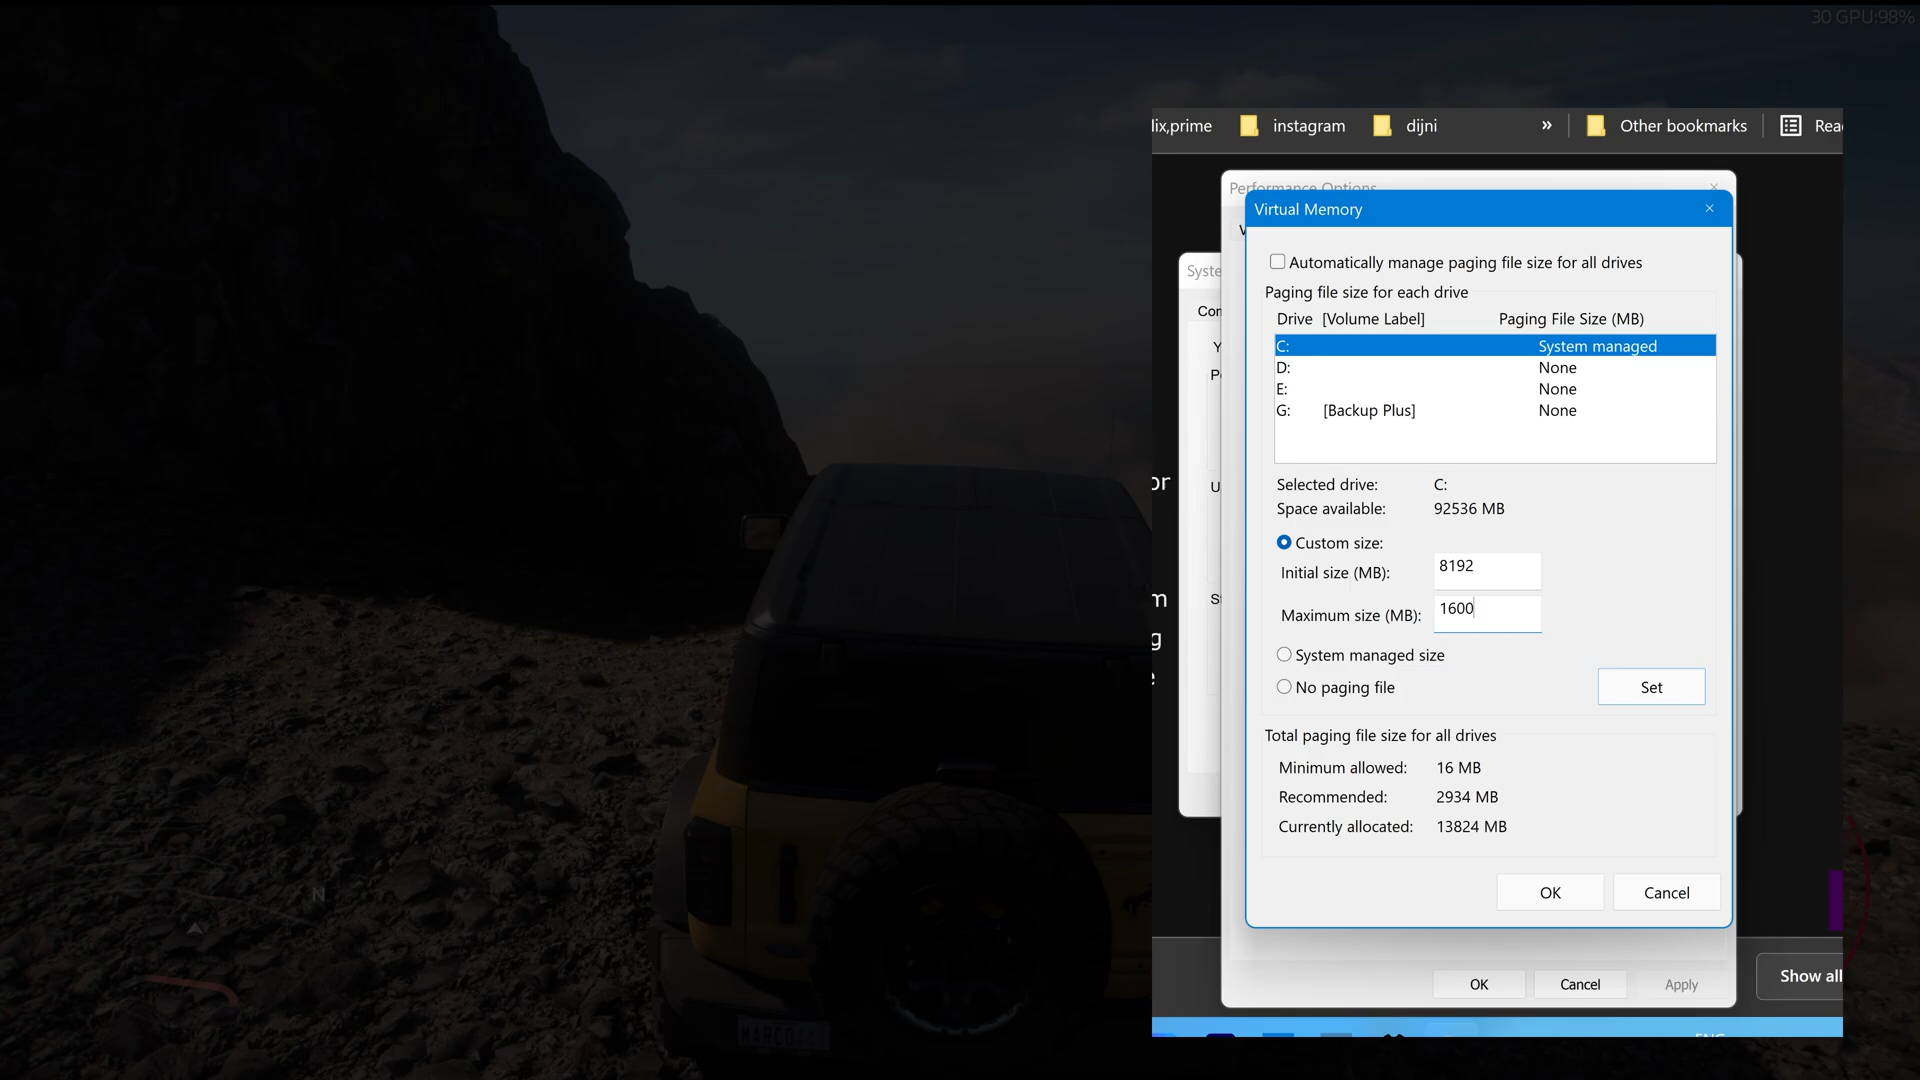 30 GPU:98%
lix,prime instagram dijni » Other bookmarks Rea
Performance Options
Virtual Memory
Syste
Automatically manage paging file size for all drives
Paging file size for each drive
Con
Drive [Volume Label] Paging File Size (MB)
C: System managed
D: None
E: None
G: [Backup Plus] None
or
Selected drive: C:
Space available: 92536 MB
Custom size:
Initial size (MB): 8192
m
Maximum size (MB): 1600
g
System managed size
e
No paging file
Set
Total paging file size for all drives
Minimum allowed: 16 MB
Recommended: 2934 MB
Currently allocated: 13824 MB
OK Cancel
N
Show all
OK Cancel Apply